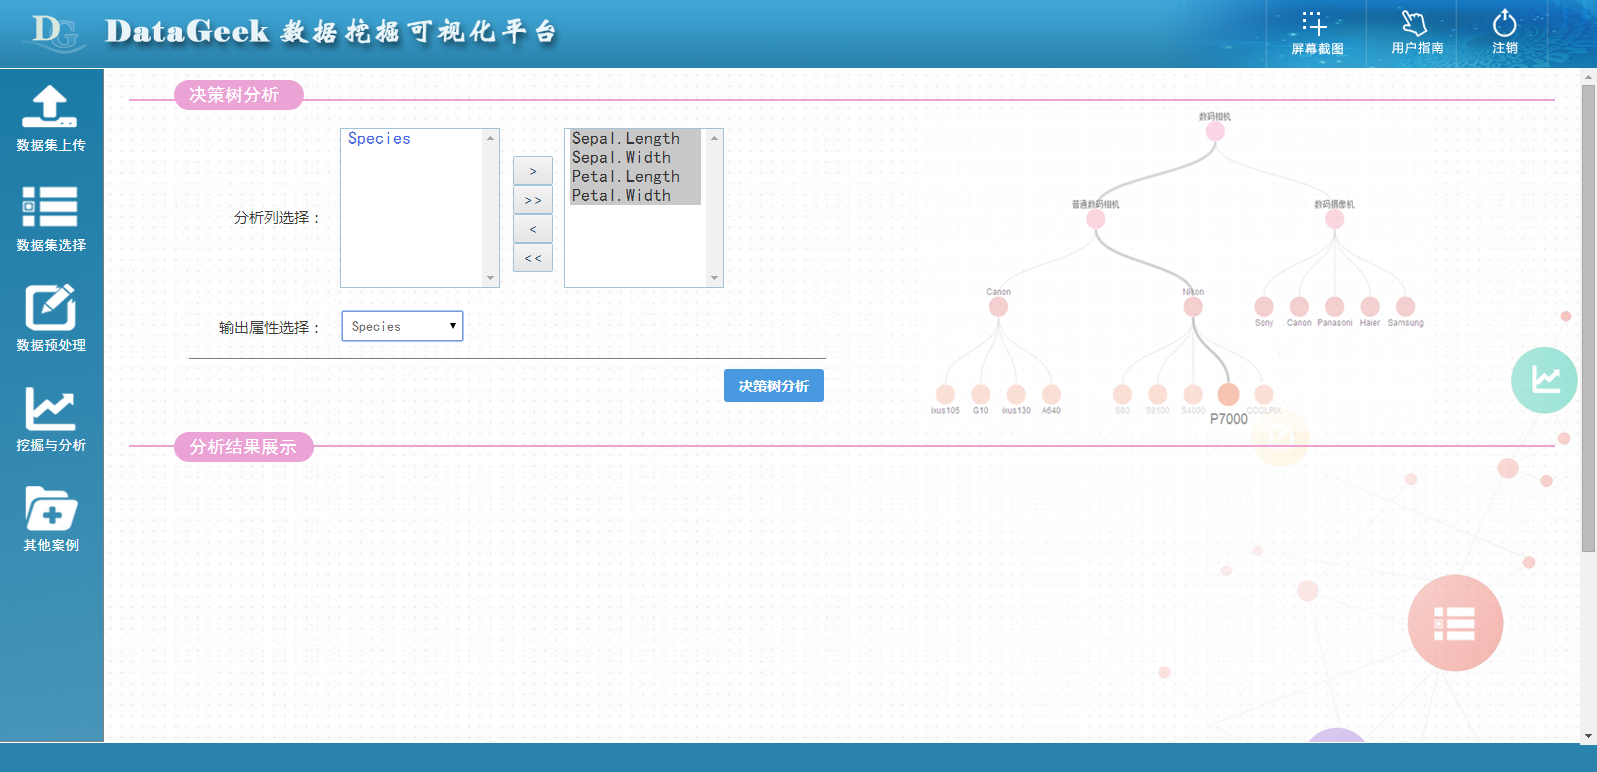 DG DataGeek 数据挖掘可视化平台
屏幕截图
用户指南
注销
数据集上传
数据集选择
数据预处理
挖掘与分析
其他案例
决策树分析
分析列选择：
Species
>
>>
<
<<
Sepal.Length
Sepal.Width
Petal.Length
Petal.Width
输出属性选择：
Species
决策树分析
数码相机
普通数码相机
数码摄像机
Canon
Nikon
Sony
Canon
Panasoni
Haier
Samsung
ixus105
G10
ixus130
A640
S80
S8100
S4000
P7000
COOLPIX
分析结果展示